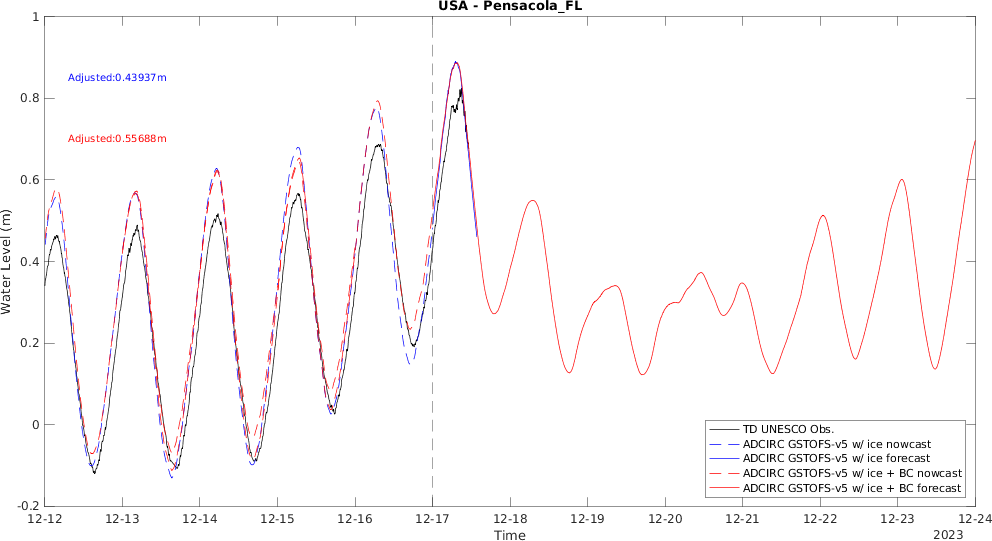 USA - Pensacola_FL
1
0.8
0.6
0.4
0.2
0
-0.2
Water Level (m)
Adjusted:0.43937m
Adjusted:0.55688m
TD UNESCO Obs.
ADCIRC GSTOFS-v5 w/ ice nowcast
ADCIRC GSTOFS-v5 w/ ice forecast
ADCIRC GSTOFS-v5 w/ ice + BC nowcast
ADCIRC GSTOFS-v5 w/ ice + BC forecast
12-12 12-13 12-14 12-15 12-16 12-17 12-18 12-19 12-20 12-21 12-22 12-23 12-24
Time
2023